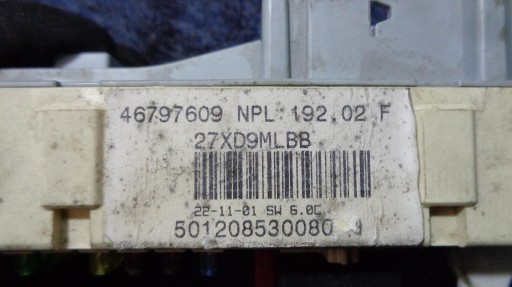 46797609 NPL 192.02 F
27XD9MLBB
22-11-01 SW 6.0C
501208530080